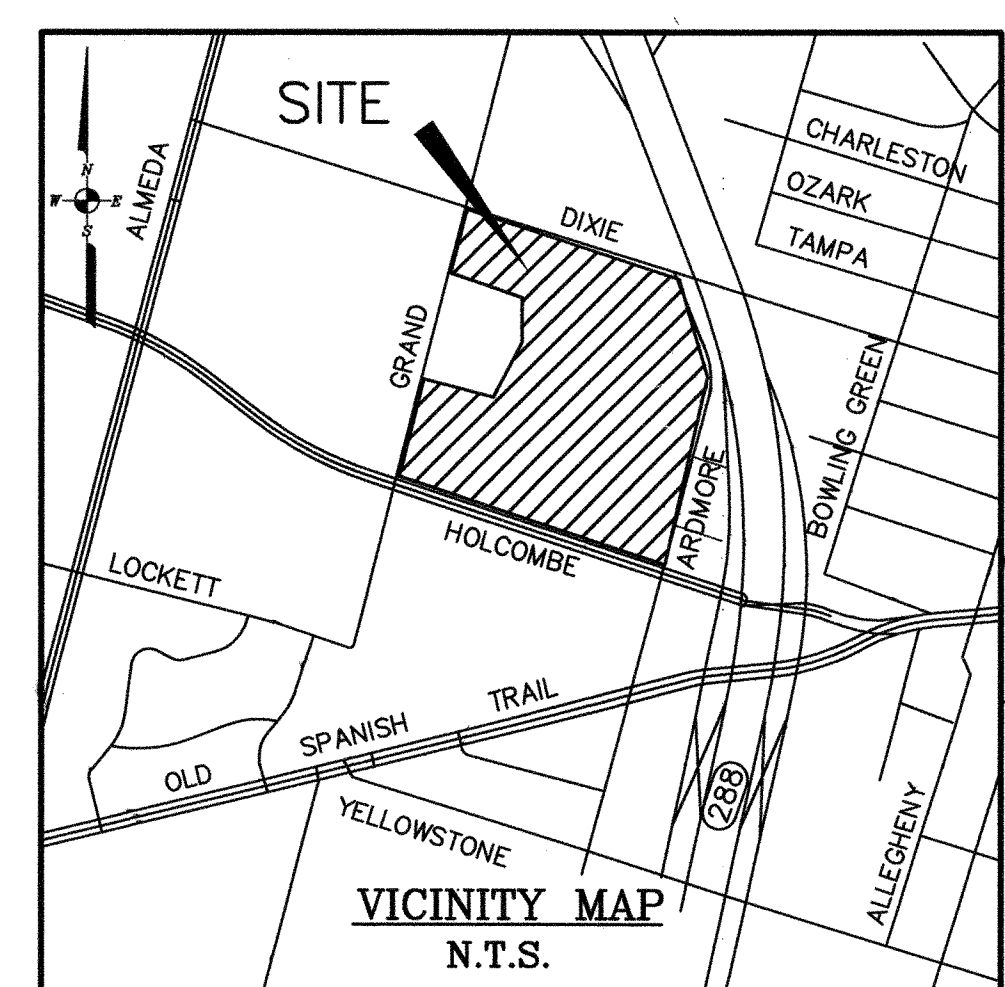 SITE
N
W E
S
ALMEDA
DIXIE
CHARLESTON
OZARK
TAMPA
GRAND
BOWLING GREEN
ARDMORE
HOLCOMBE
LOCKETT
OLD SPANISH TRAIL
YELLOWSTONE
288
ALLEGHENY
VICINITY MAP
N.T.S.